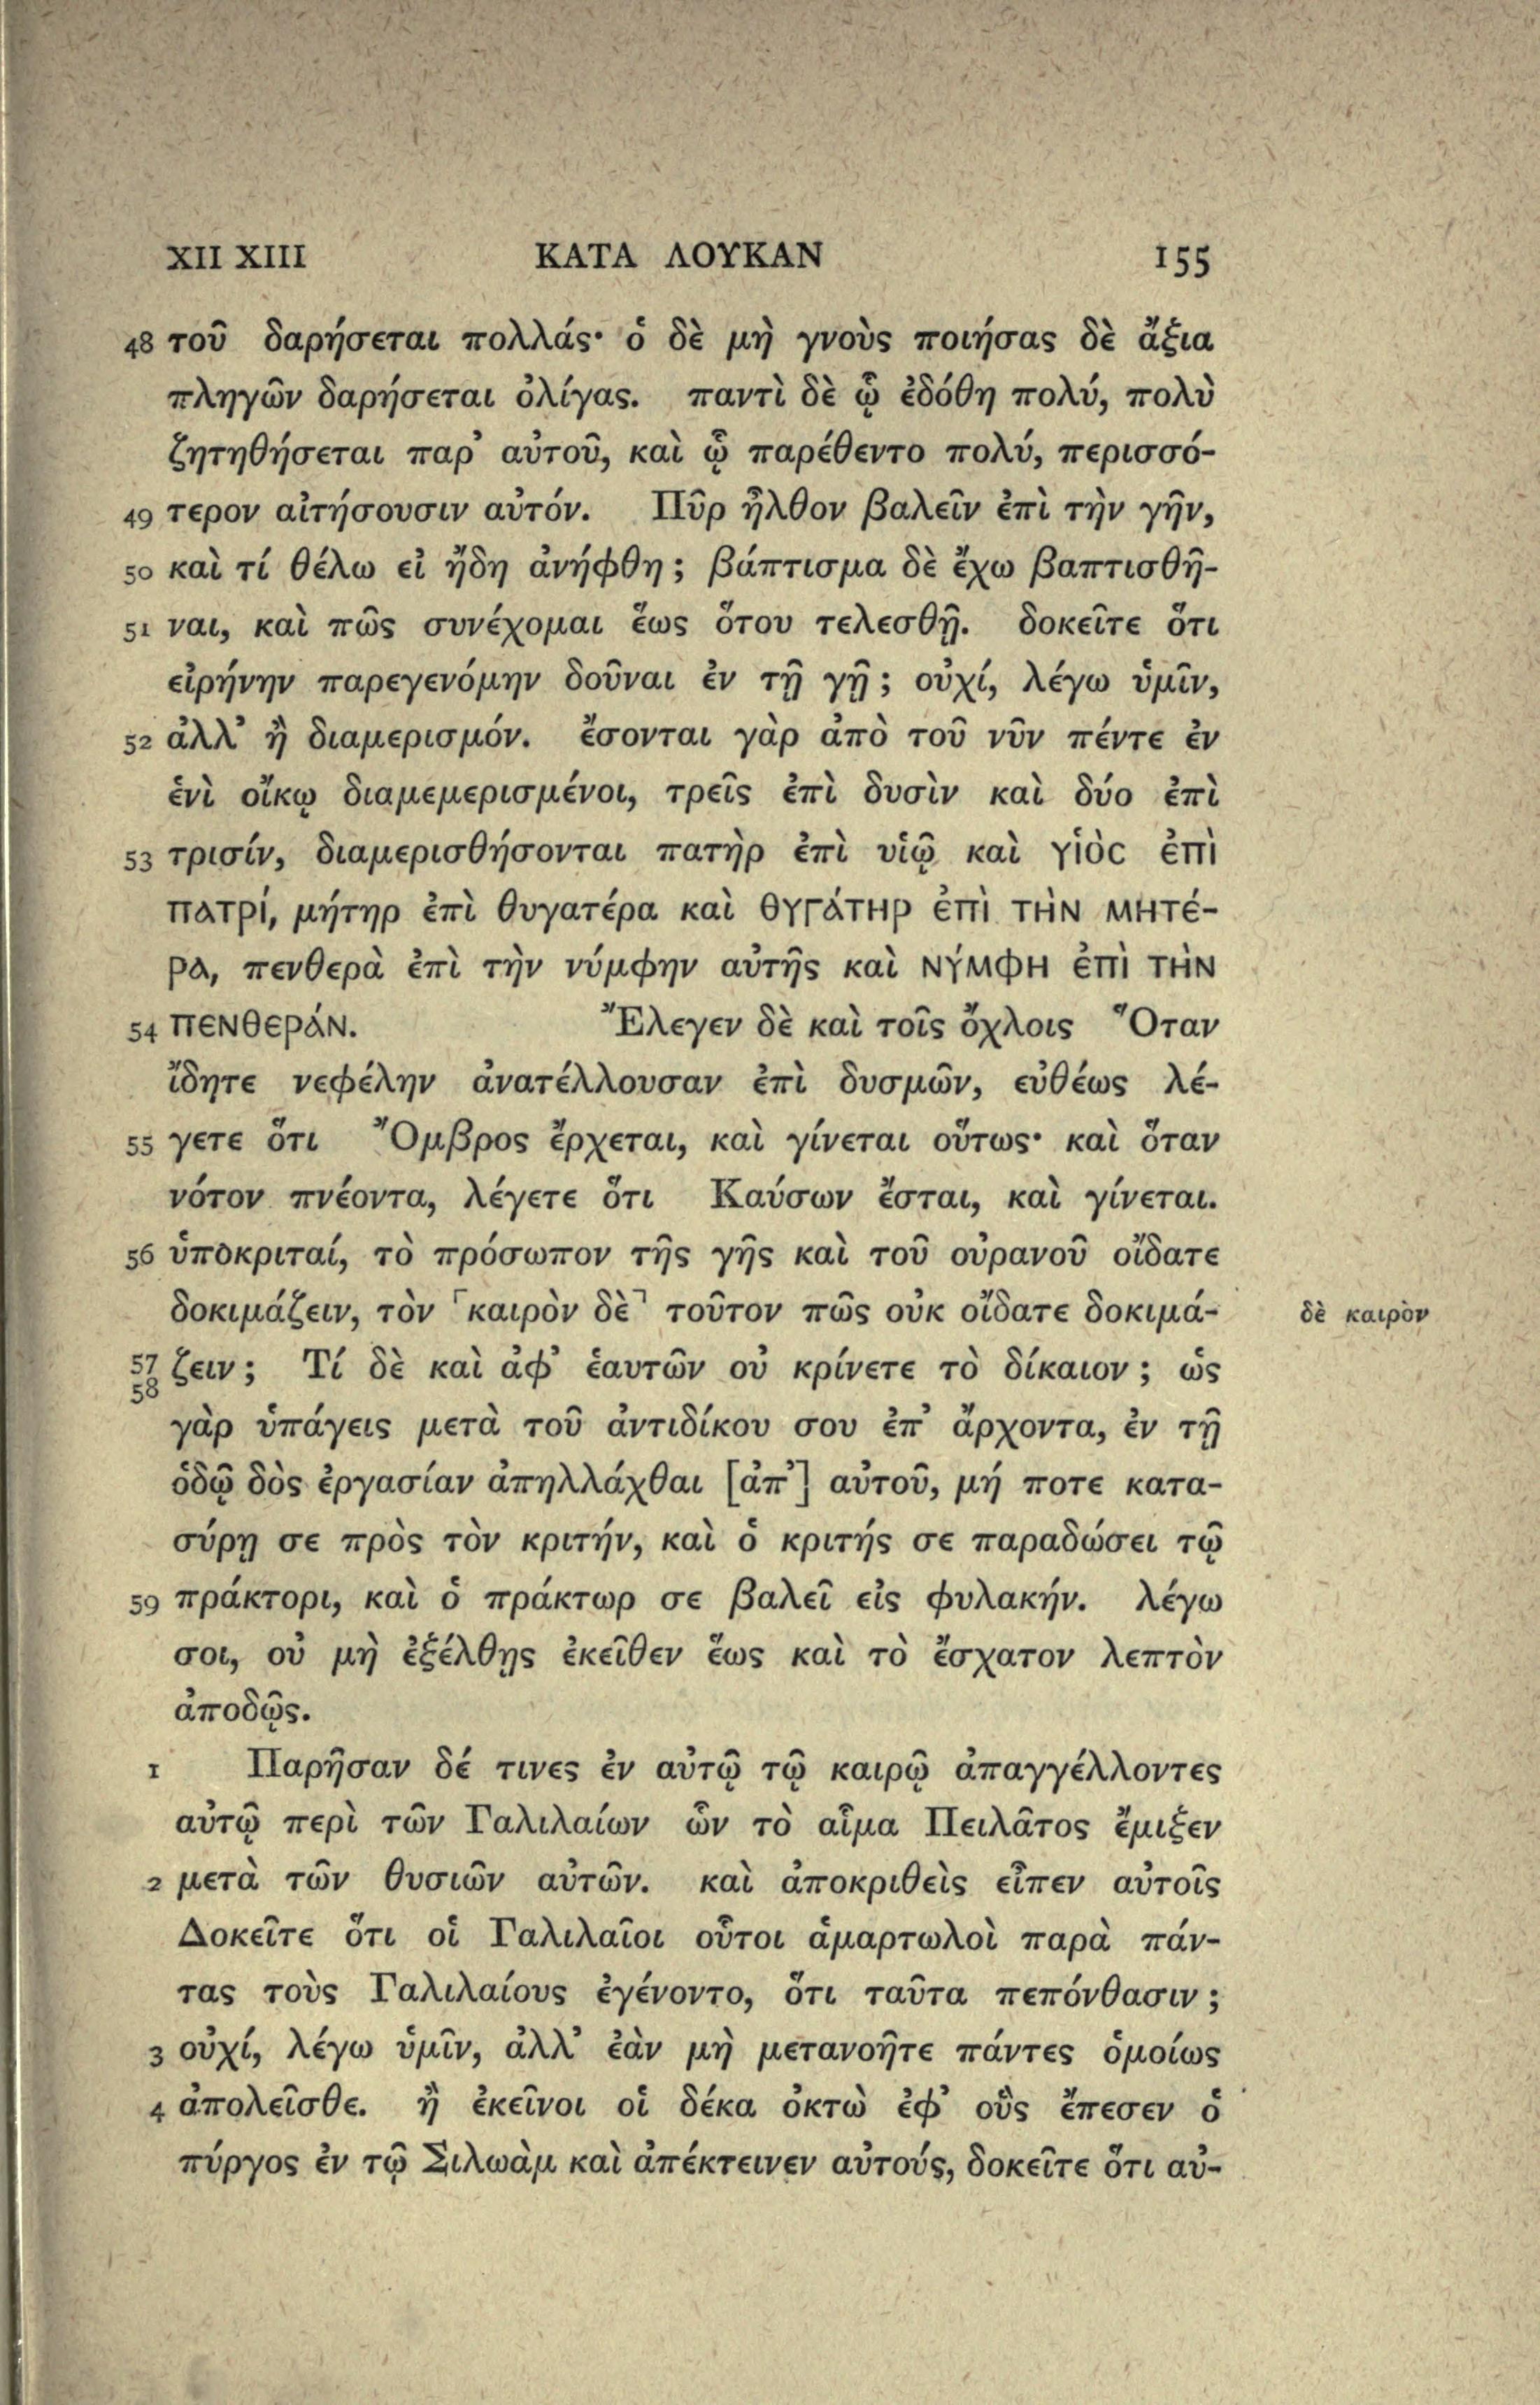 XII XIII ΚΑΤΑ ΛΟΥΚΑΝ 155
48 τοῦ δαρήσεται πολλάς· ὁ δὲ μὴ γνοὺς ποιήσας δὲ ἄξια
πληγῶν δαρήσεται ὀλίγας. παντὶ δὲ ᾧ ἐδόθη πολύ, πολὺ
ζητηθήσεται παρ' αὐτοῦ, καὶ ᾧ παρέθεντο πολύ, περισσό-
49 τερον αἰτήσουσιν αὐτόν. Πῦρ ἦλθον βαλεῖν ἐπὶ τὴν γῆν,
50 καὶ τί θέλω εἰ ἤδη ἀνήφθη; βάπτισμα δὲ ἔχω βαπτισθῆ-
51 ναι, καὶ πῶς συνέχομαι ἕως ὅτου τελεσθῇ. δοκεῖτε ὅτι
εἰρήνην παρεγενόμην δοῦναι ἐν τῇ γῇ; οὐχί, λέγω ὑμῖν,
52 ἀλλ' ἢ διαμερισμόν. ἔσονται γὰρ ἀπὸ τοῦ νῦν πέντε ἐν
ἑνὶ οἴκῳ διαμεμερισμένοι, τρεῖς ἐπὶ δυσὶν καὶ δύο ἐπὶ
53 τρισίν, διαμερισθήσονται πατὴρ ἐπὶ υἱῷ καὶ γἱὸς ἐπὶ
πατρί, μήτηρ ἐπὶ θυγατέρα καὶ θΥΓάτΗρ ἐπὶ τὴν μητέ-
ρα, πενθερὰ ἐπὶ τὴν νύμφην αὐτῆς καὶ νύμφη ἐπὶ τὴν
54 πενθεράν. Ἔλεγεν δὲ καὶ τοῖς ὄχλοις Ὅταν
ἴδητε νεφέλην ἀνατέλλουσαν ἐπὶ δυσμῶν, εὐθέως λέ-
55 γετε ὅτι Ὄμβρος ἔρχεται, καὶ γίνεται οὕτως· καὶ ὅταν
νότον πνέοντα, λέγετε ὅτι Καύσων ἔσται, καὶ γίνεται.
56 ὑποκριταί, τὸ πρόσωπον τῆς γῆς καὶ τοῦ οὐρανοῦ οἴδατε
δοκιμάζειν, τὸν ⸀καιρὸν δὲ⸣ τοῦτον πῶς οὐκ οἴδατε δοκιμά- δὲ καιρὸν
57 58 ζειν; Τί δὲ καὶ ἀφ' ἑαυτῶν οὐ κρίνετε τὸ δίκαιον; ὡς
γὰρ ὑπάγεις μετὰ τοῦ ἀντιδίκου σου ἐπ' ἄρχοντα, ἐν τῇ
ὁδῷ δὸς ἐργασίαν ἀπηλλάχθαι [ἀπ'] αὐτοῦ, μή ποτε κατα-
σύρῃ σε πρὸς τὸν κριτήν, καὶ ὁ κριτής σε παραδώσει τῷ
59 πράκτορι, καὶ ὁ πράκτωρ σε βαλεῖ εἰς φυλακήν. λέγω
σοι, οὐ μὴ ἐξέλθῃς ἐκεῖθεν ἕως καὶ τὸ ἔσχατον λεπτὸν
ἀποδῷς.
1 Παρῆσαν δέ τινες ἐν αὐτῷ τῷ καιρῷ ἀπαγγέλλοντες
αὐτῷ περὶ τῶν Γαλιλαίων ὧν τὸ αἷμα Πειλᾶτος ἔμιξεν
2 μετὰ τῶν θυσιῶν αὐτῶν. καὶ ἀποκριθεὶς εἶπεν αὐτοῖς
Δοκεῖτε ὅτι οἱ Γαλιλαῖοι οὗτοι ἁμαρτωλοὶ παρὰ πάν-
τας τοὺς Γαλιλαίους ἐγένοντο, ὅτι ταῦτα πεπόνθασιν;
3 οὐχί, λέγω ὑμῖν, ἀλλ' ἐὰν μὴ μετανοῆτε πάντες ὁμοίως
4 ἀπολεῖσθε. ἢ ἐκεῖνοι οἱ δέκα ὀκτὼ ἐφ' οὓς ἔπεσεν ὁ
πύργος ἐν τῷ Σιλωὰμ καὶ ἀπέκτεινεν αὐτούς, δοκεῖτε ὅτι αὐ-